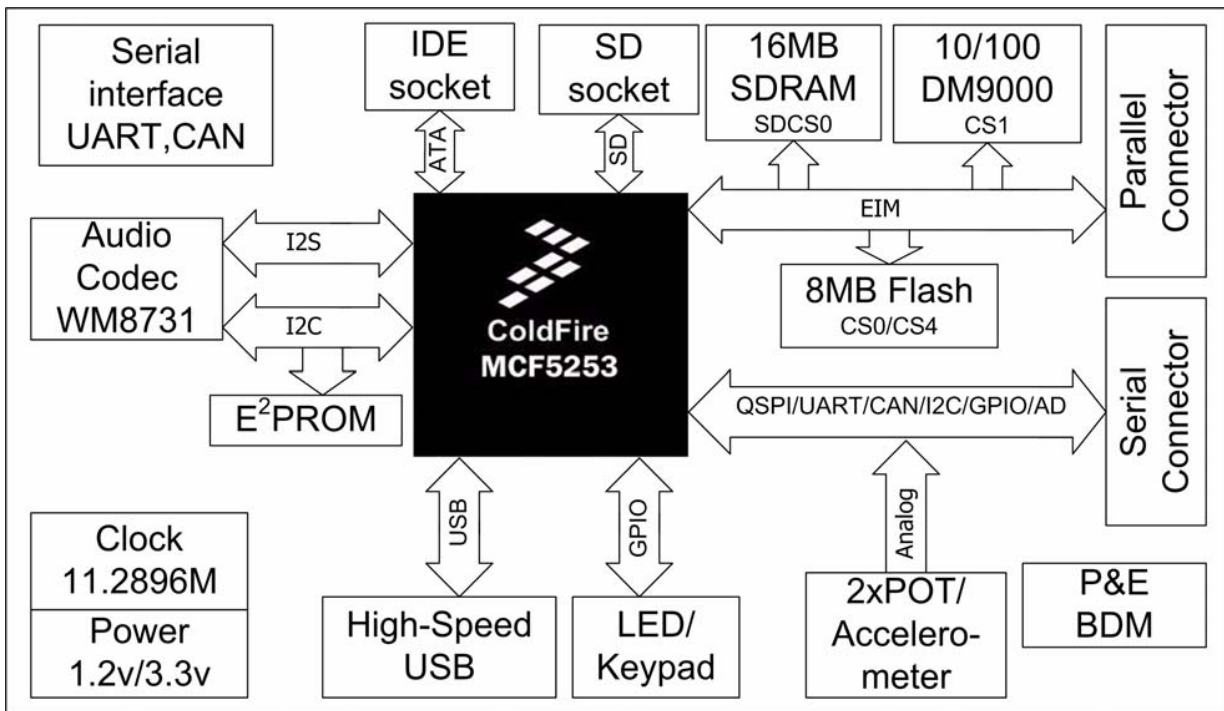 Serial
interface
UART,CAN
IDE
socket
SD
socket
16MB
SDRAM
SDCS0
10/100
DM9000
CS1
Parallel
Connector
ATA
SD
EIM
Audio
Codec
WM8731
I2S
I2C
E²PROM
ColdFire
MCF5253
8MB Flash
CS0/CS4
QSPI/UART/CAN/I2C/GPIO/AD
Serial
Connector
USB
GPIO
Analog
Clock
11.2896M
Power
1.2v/3.3v
High-Speed
USB
LED/
Keypad
2xPOT/
Accelero-
meter
P&E
BDM